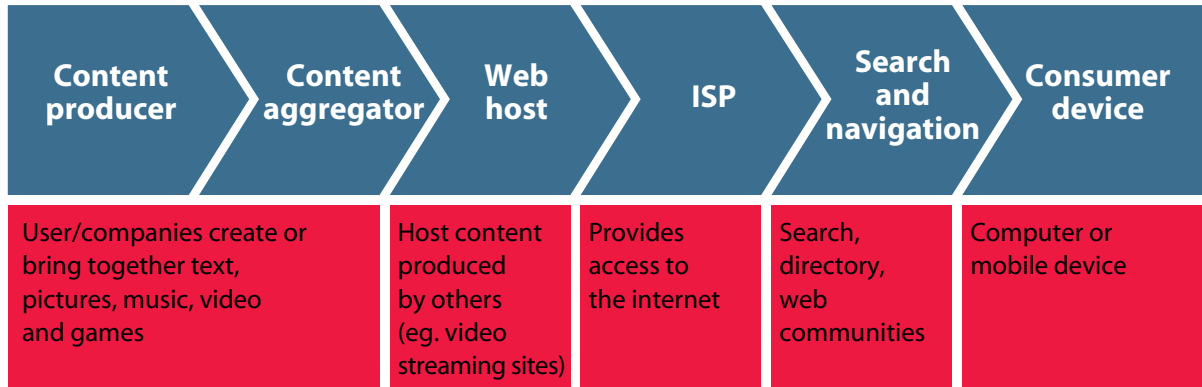 Content
producer
Content
aggregator
Web
host
ISP
Search
and
navigation
Consumer
device
User/companies create or
bring together text,
pictures, music, video
and games
Host content
produced
by others
(eg. video
streaming sites)
Provides
access to
the internet
Search,
directory,
web
communities
Computer or
mobile device